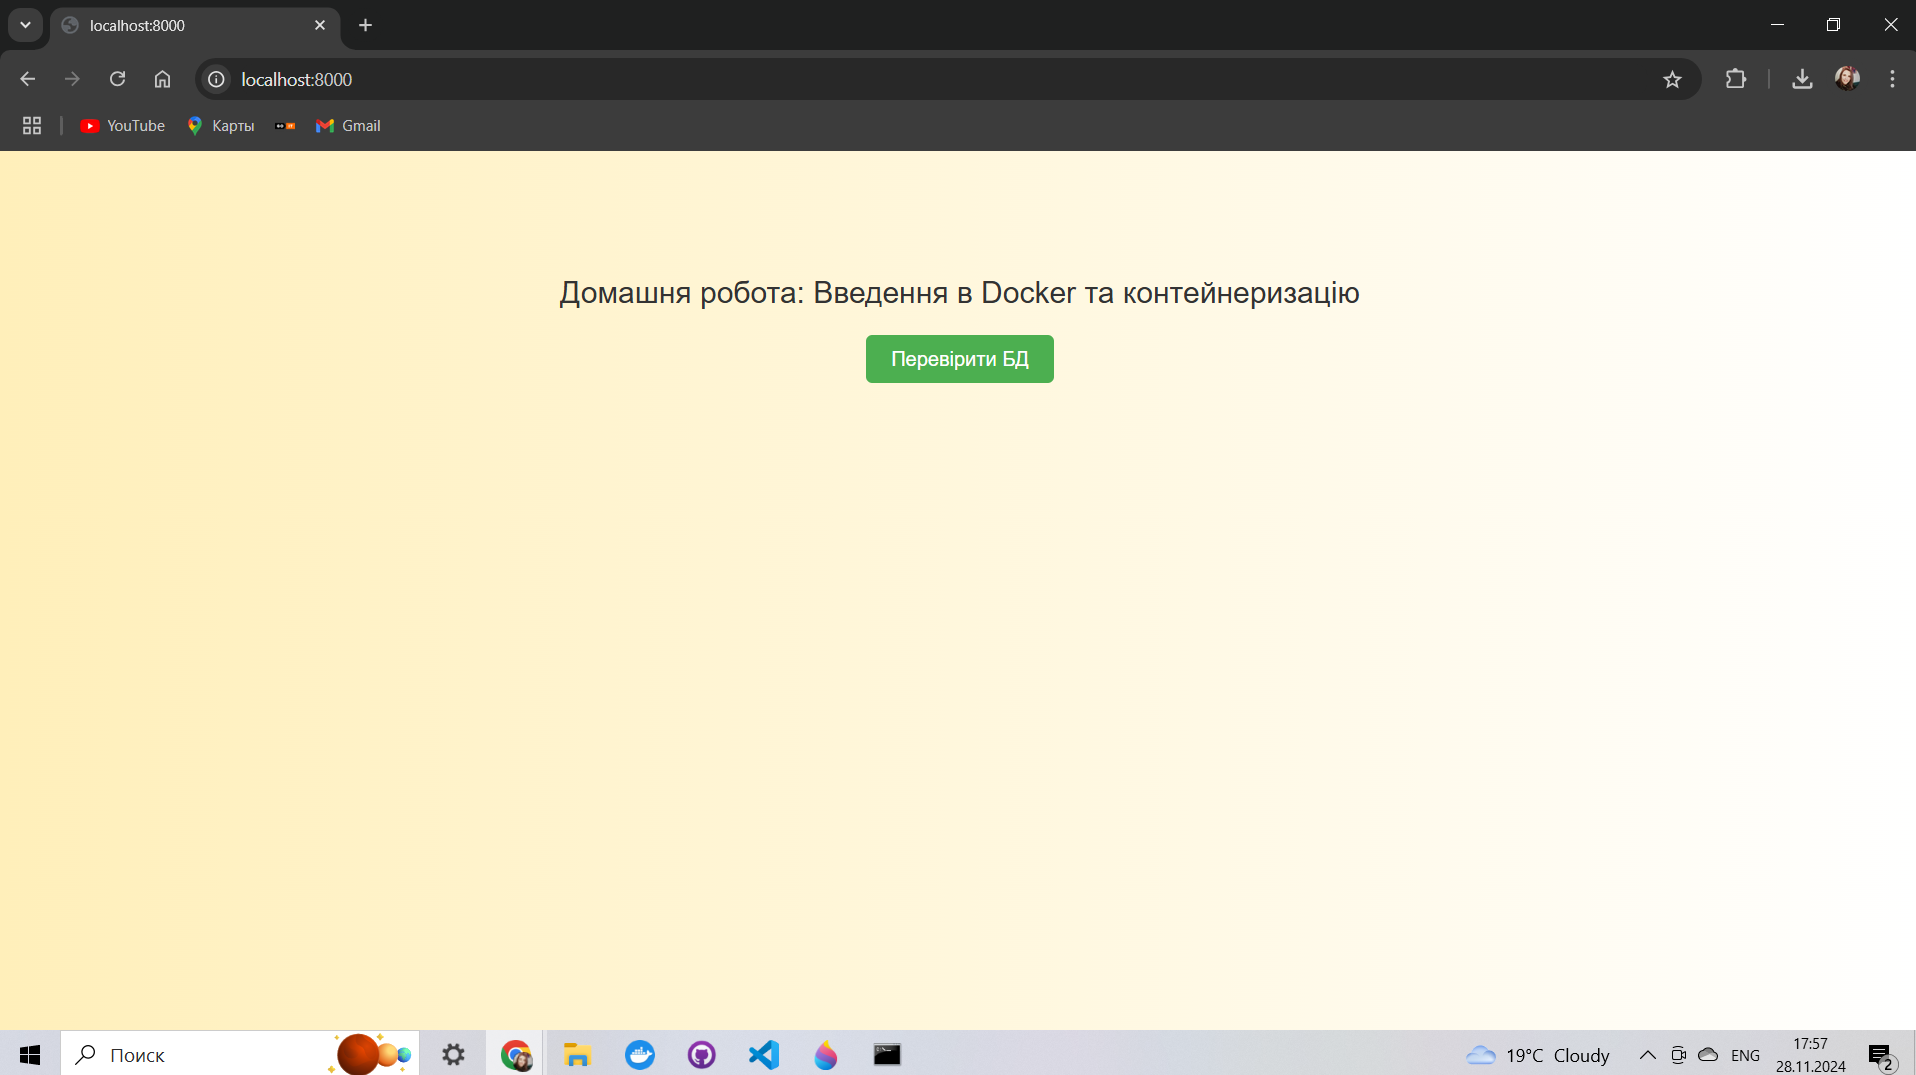 localhost:8000
localhost:8000
YouTube
Карты
Gmail
Домашня робота: Введення в Docker та контейнеризацію
Перевірити БД
Поиск
19°C Cloudy
ENG
17:57
28.11.2024
2